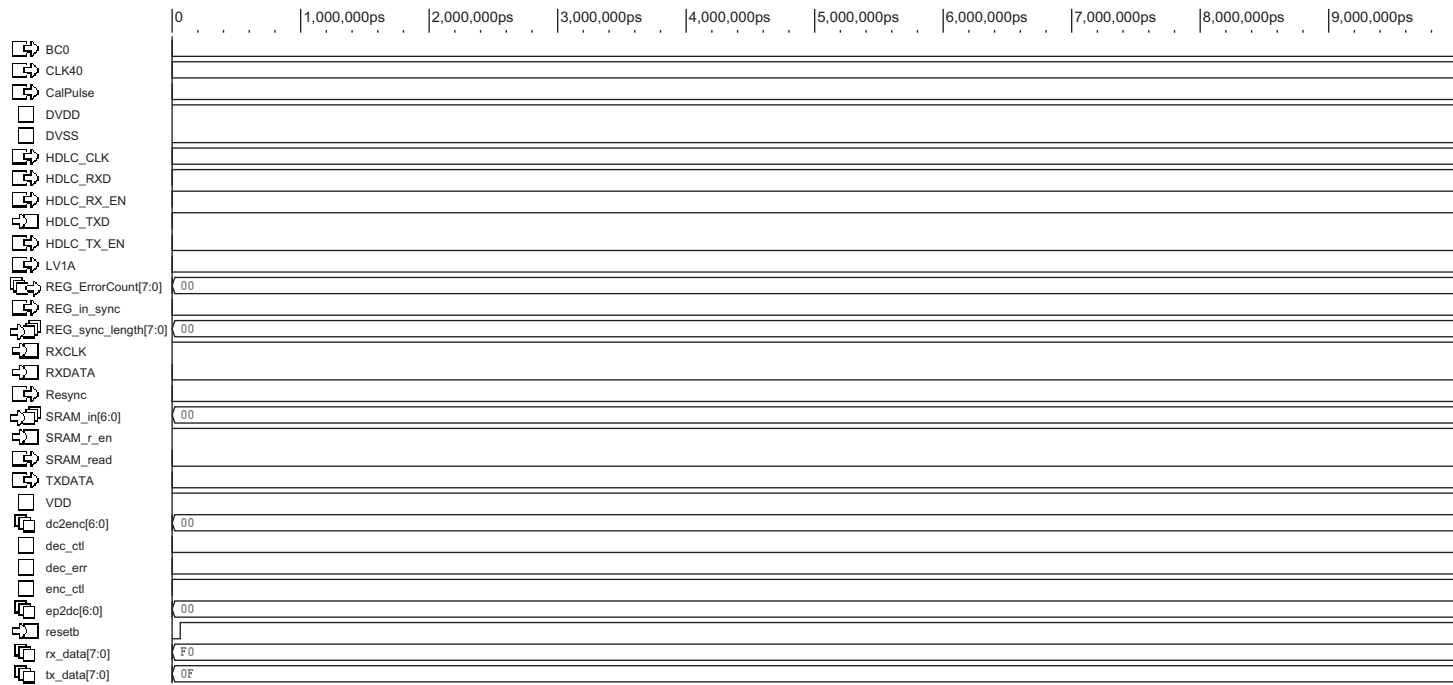 0 1,000,000ps 2,000,000ps 3,000,000ps 4,000,000ps 5,000,000ps 6,000,000ps 7,000,000ps 8,000,000ps 9,000,000ps
BC0
CLK40
CalPulse
DVDD
DVSS
HDLC_CLK
HDLC_RXD
HDLC_RX_EN
HDLC_TXD
HDLC_TX_EN
LV1A
REG_ErrorCount[7:0] 00
REG_in_sync
REG_sync_length[7:0] 00
RXCLK
RXDATA
Resync
SRAM_in[6:0] 00
SRAM_r_en
SRAM_read
TXDATA
VDD
dc2enc[6:0] 00
dec_ctl
dec_err
enc_ctl
ep2dc[6:0] 00
resetb
rx_data[7:0] F0
tx_data[7:0] 0F